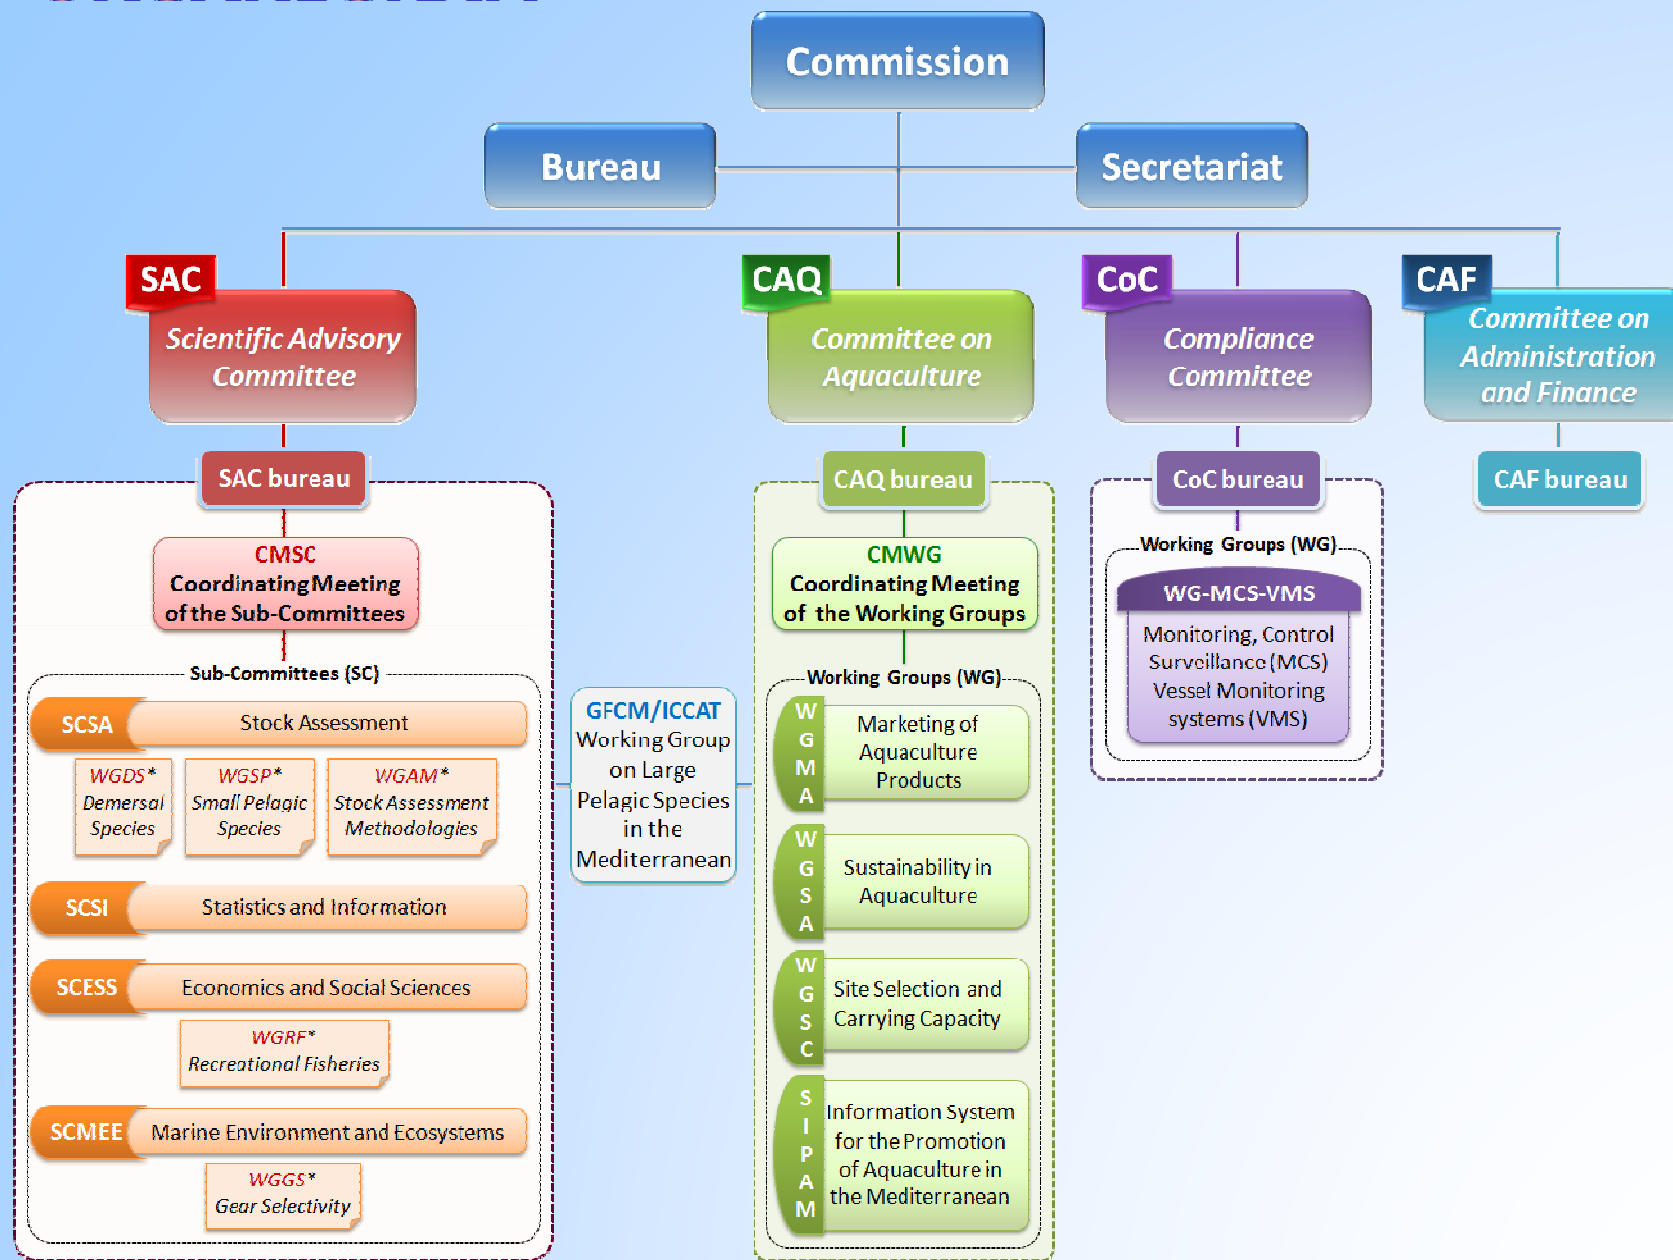 Commission
Bureau
Secretariat
SAC
Scientific Advisory
Committee
CAQ
Committee on
Aquaculture
CoC
Compliance
Committee
CAF
Committee on
Administration
and Finance
SAC bureau
CAQ bureau
CoC bureau
CAF bureau
CMSC
Coordinating Meeting
of the Sub-Committees
Sub-Committees (SC)
SCSA
Stock Assessment
WGDS*
Demersal
Species
WGSP*
Small Pelagic
Species
WGAM*
Stock Assessment
Methodologies
SCSI
Statistics and Information
SCESS
Economics and Social Sciences
WGRF*
Recreational Fisheries
SCMEE
Marine Environment and Ecosystems
WGGS*
Gear Selectivity
GFCM/ICCAT
Working Group
on Large
Pelagic Species
in the
Mediterranean
CMWG
Coordinating Meeting
of the Working Groups
Working Groups (WG)
WGMA
Marketing of
Aquaculture
Products
WGSA
Sustainability in
Aquaculture
WGSC
Site Selection and
Carrying Capacity
SIPAM
Information System
for the Promotion
of Aquaculture in
the Mediterranean
Working Groups (WG)
WG-MCS-VMS
Monitoring, Control
Surveillance (MCS)
Vessel Monitoring
systems (VMS)